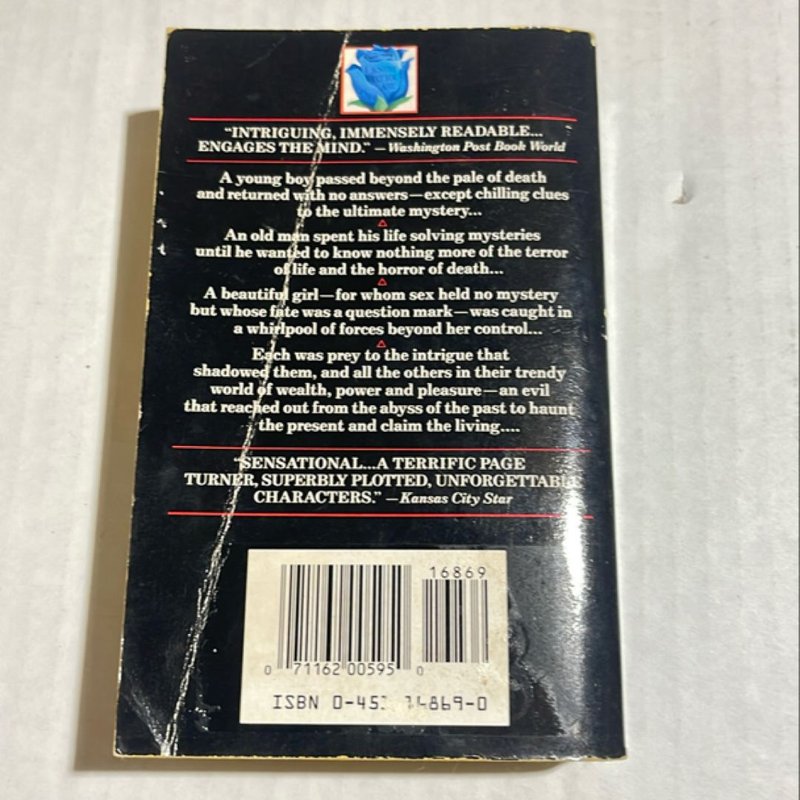 “INTRIGUING, IMMENSELY READABLE...
ENGAGES THE MIND.” – Washington Post Book World
A young boy passed beyond the pale of death
and returned with no answers—except chilling clues
to the ultimate mystery...
An old man spent his life solving mysteries
until he wanted to know nothing more of the terror
of life and the horror of death...
A beautiful girl—for whom sex held no mystery
but whose fate was a question mark—was caught in
a whirlpool of forces beyond her control...
Each was prey to the intrigue that
shadowed them, and all the others in their trendy
world of wealth, power and pleasure—an evil
that reached out from the abyss of the past to haunt
the present and claim the living....
“SENSATIONAL...A TERRIFIC PAGE
TURNER, SUPERBLY PLOTTED, UNFORGETTABLE
CHARACTERS.” –Kansas City Star
16869
0 71162 00595 0
ISBN 0-45